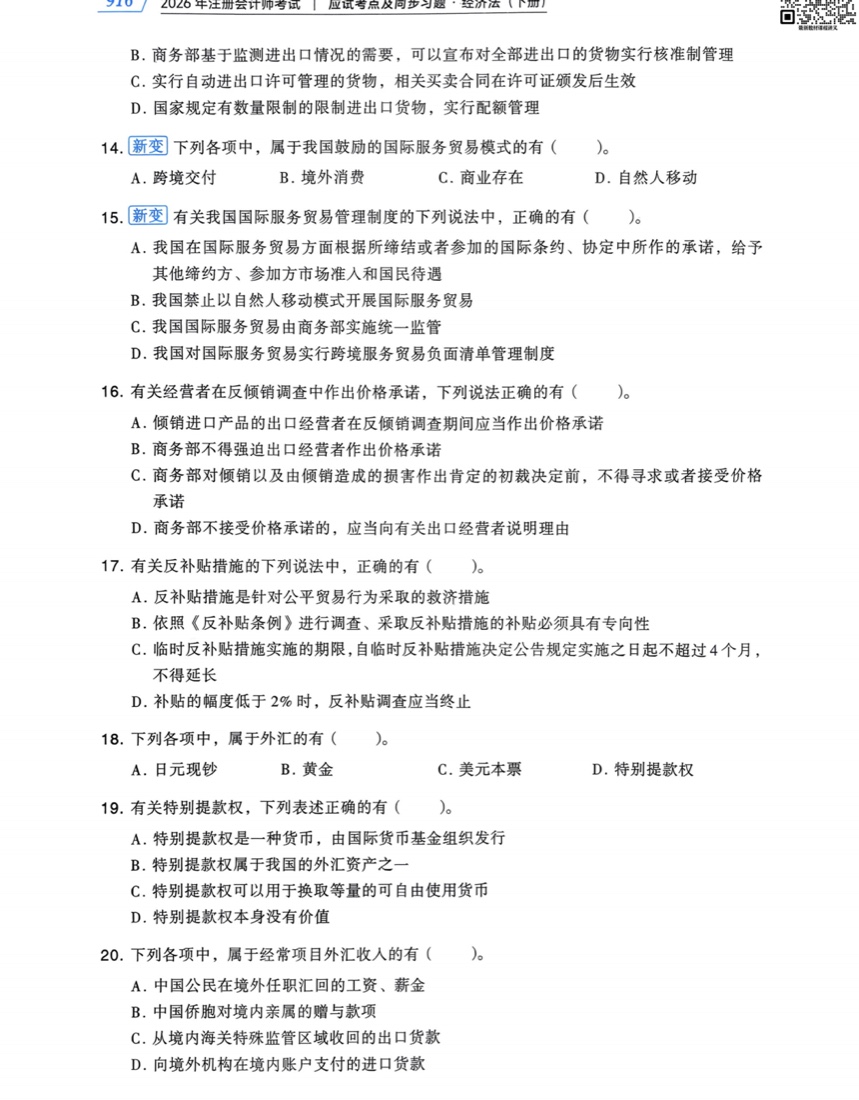 916 / 2026 年注册会计师考试 | 应试考点及同步习题·经济法（下册）
B. 商务部基于监测进出口情况的需要，可以宣布对全部进出口的货物实行核准制管理
C. 实行自动进出口许可管理的货物，相关买卖合同在许可证颁发后生效
D. 国家规定有数量限制的限制进出口货物，实行配额管理
14. 新变 下列各项中，属于我国鼓励的国际服务贸易模式的有（　　）。
A. 跨境交付　B. 境外消费　C. 商业存在　D. 自然人移动
15. 新变 有关我国国际服务贸易管理制度的下列说法中，正确的有（　　）。
A. 我国在国际服务贸易方面根据所缔结或者参加的国际条约、协定中所作的承诺，给予
其他缔约方、参加方市场准入和国民待遇
B. 我国禁止以自然人移动模式开展国际服务贸易
C. 我国国际服务贸易由商务部实施统一监管
D. 我国对国际服务贸易实行跨境服务贸易负面清单管理制度
16. 有关经营者在反倾销调查中作出价格承诺，下列说法正确的有（　　）。
A. 倾销进口产品的出口经营者在反倾销调查期间应当作出价格承诺
B. 商务部不得强迫出口经营者作出价格承诺
C. 商务部对倾销以及由倾销造成的损害作出肯定的初裁决定前，不得寻求或者接受价格
承诺
D. 商务部不接受价格承诺的，应当向有关出口经营者说明理由
17. 有关反补贴措施的下列说法中，正确的有（　　）。
A. 反补贴措施是针对公平贸易行为采取的救济措施
B. 依照《反补贴条例》进行调查、采取反补贴措施的补贴必须具有专向性
C. 临时反补贴措施实施的期限，自临时反补贴措施决定公告规定实施之日起不超过 4 个月，
不得延长
D. 补贴的幅度低于 2% 时，反补贴调查应当终止
18. 下列各项中，属于外汇的有（　　）。
A. 日元现钞　B. 黄金　C. 美元本票　D. 特别提款权
19. 有关特别提款权，下列表述正确的有（　　）。
A. 特别提款权是一种货币，由国际货币基金组织发行
B. 特别提款权属于我国的外汇资产之一
C. 特别提款权可以用于换取等量的可自由使用货币
D. 特别提款权本身没有价值
20. 下列各项中，属于经常项目外汇收入的有（　　）。
A. 中国公民在境外任职汇回的工资、薪金
B. 中国侨胞对境内亲属的赠与款项
C. 从境内海关特殊监管区域收回的出口货款
D. 向境外机构在境内账户支付的进口货款